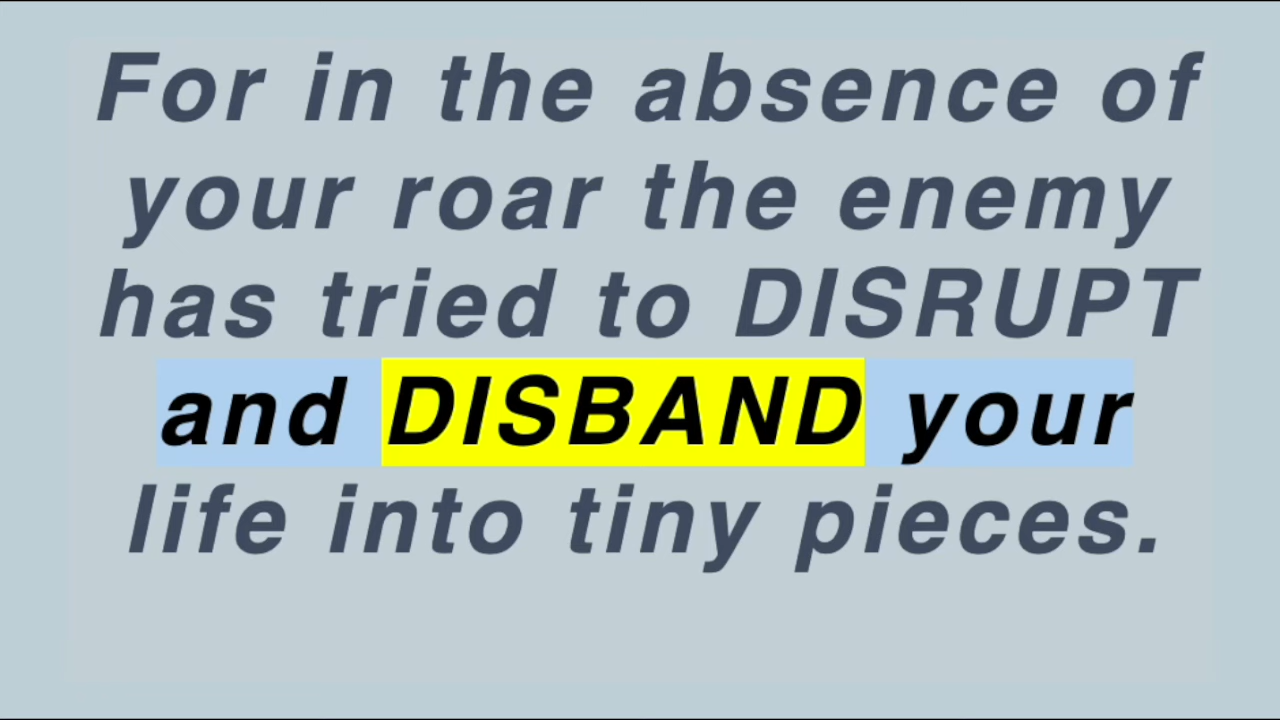 For in the absence of
your roar the enemy
has tried to DISRUPT
and DISBAND your
life into tiny pieces.